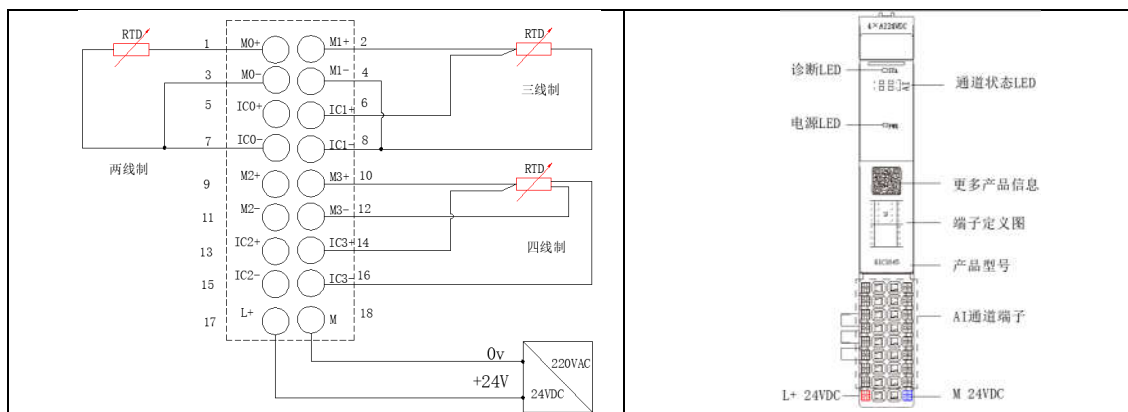 RTD
1
M0+
M1+
2
RTD
3
M0-
M1-
4
三线制
5
IC0+
IC1+
6
7
IC0-
IC1-
8
两线制
9
M2+
M3+
10
RTD
11
M2-
M3-
12
13
IC2+
IC3+
14
四线制
15
IC2-
IC3-
16
17
L+
M
18
0v
220VAC
+24V
24VDC
4×AI24VDC
诊断LED
通道状态LED
AI
电源LED
PWR
更多产品信息
端子定义图
产品型号
AI通道端子
L+ 24VDC
M 24VDC